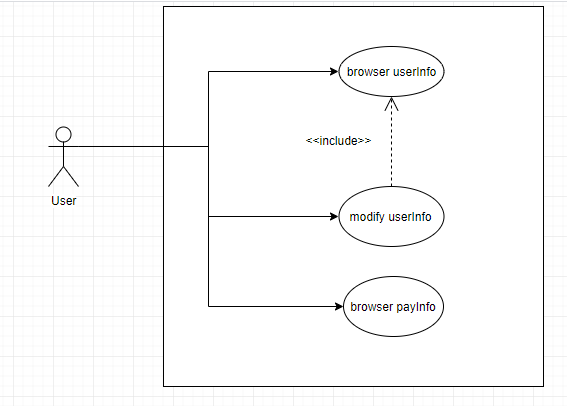 browser userInfo
<<include>>
User
modify userInfo
browser payInfo